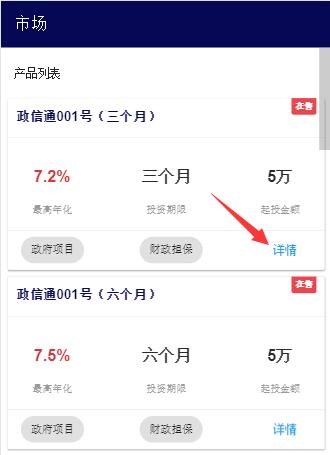 市场
产品列表
政信通001号（三个月）
在售
7.2% 三个月 5万
最高年化 投资期限 起投金额
政府项目 财政担保 详情
政信通001号（六个月）
在售
7.5% 六个月 5万
最高年化 投资期限 起投金额
政府项目 财政担保 详情